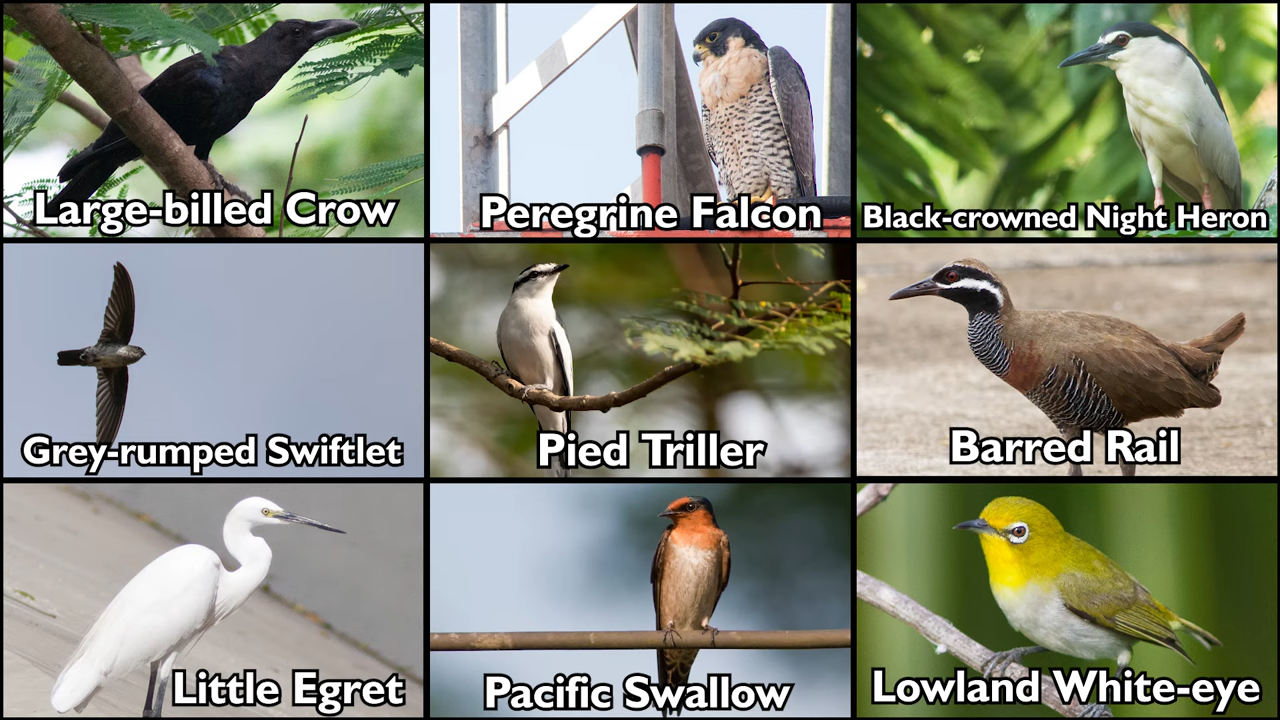 Large-billed Crow
Peregrine Falcon
Black-crowned Night Heron
Grey-rumped Swiftlet
Pied Triller
Barred Rail
Little Egret
Pacific Swallow
Lowland White-eye